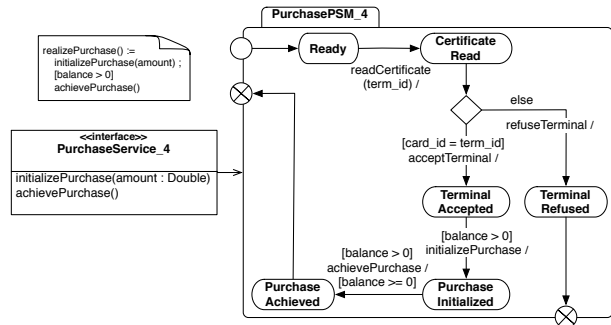 PurchasePSM_4
realizePurchase() :=
initializePurchase(amount) ;
[balance > 0]
achievePurchase()
Ready
readCertificate
(term_id) /
Certificate
Read
else
refuseTerminal /
[card_id = term_id]
acceptTerminal /
<<interface>>
PurchaseService_4
initializePurchase(amount : Double)
achievePurchase()
Terminal
Accepted
Terminal
Refused
[balance > 0]
initializePurchase /
[balance > 0]
achievePurchase /
[balance >= 0]
Purchase
Achieved
Purchase
Initialized